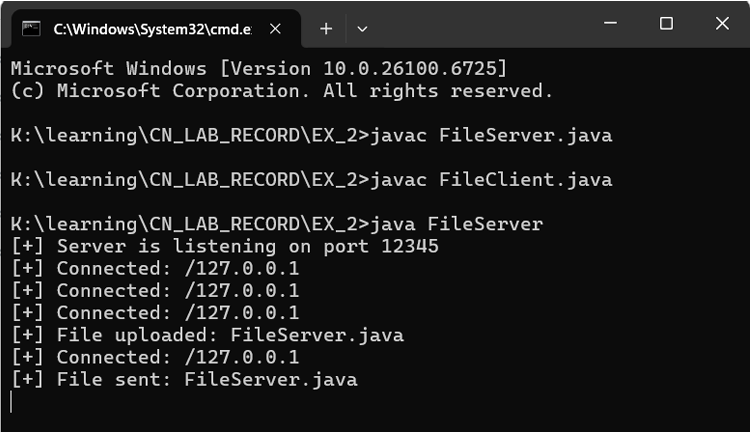 C:\Windows\System32\cmd.e
Microsoft Windows [Version 10.0.26100.6725]
(c) Microsoft Corporation. All rights reserved.
K:\learning\CN_LAB_RECORD\EX_2>javac FileServer.java
K:\learning\CN_LAB_RECORD\EX_2>javac FileClient.java
K:\learning\CN_LAB_RECORD\EX_2>java FileServer
[+] Server is listening on port 12345
[+] Connected: /127.0.0.1
[+] Connected: /127.0.0.1
[+] Connected: /127.0.0.1
[+] File uploaded: FileServer.java
[+] Connected: /127.0.0.1
[+] File sent: FileServer.java